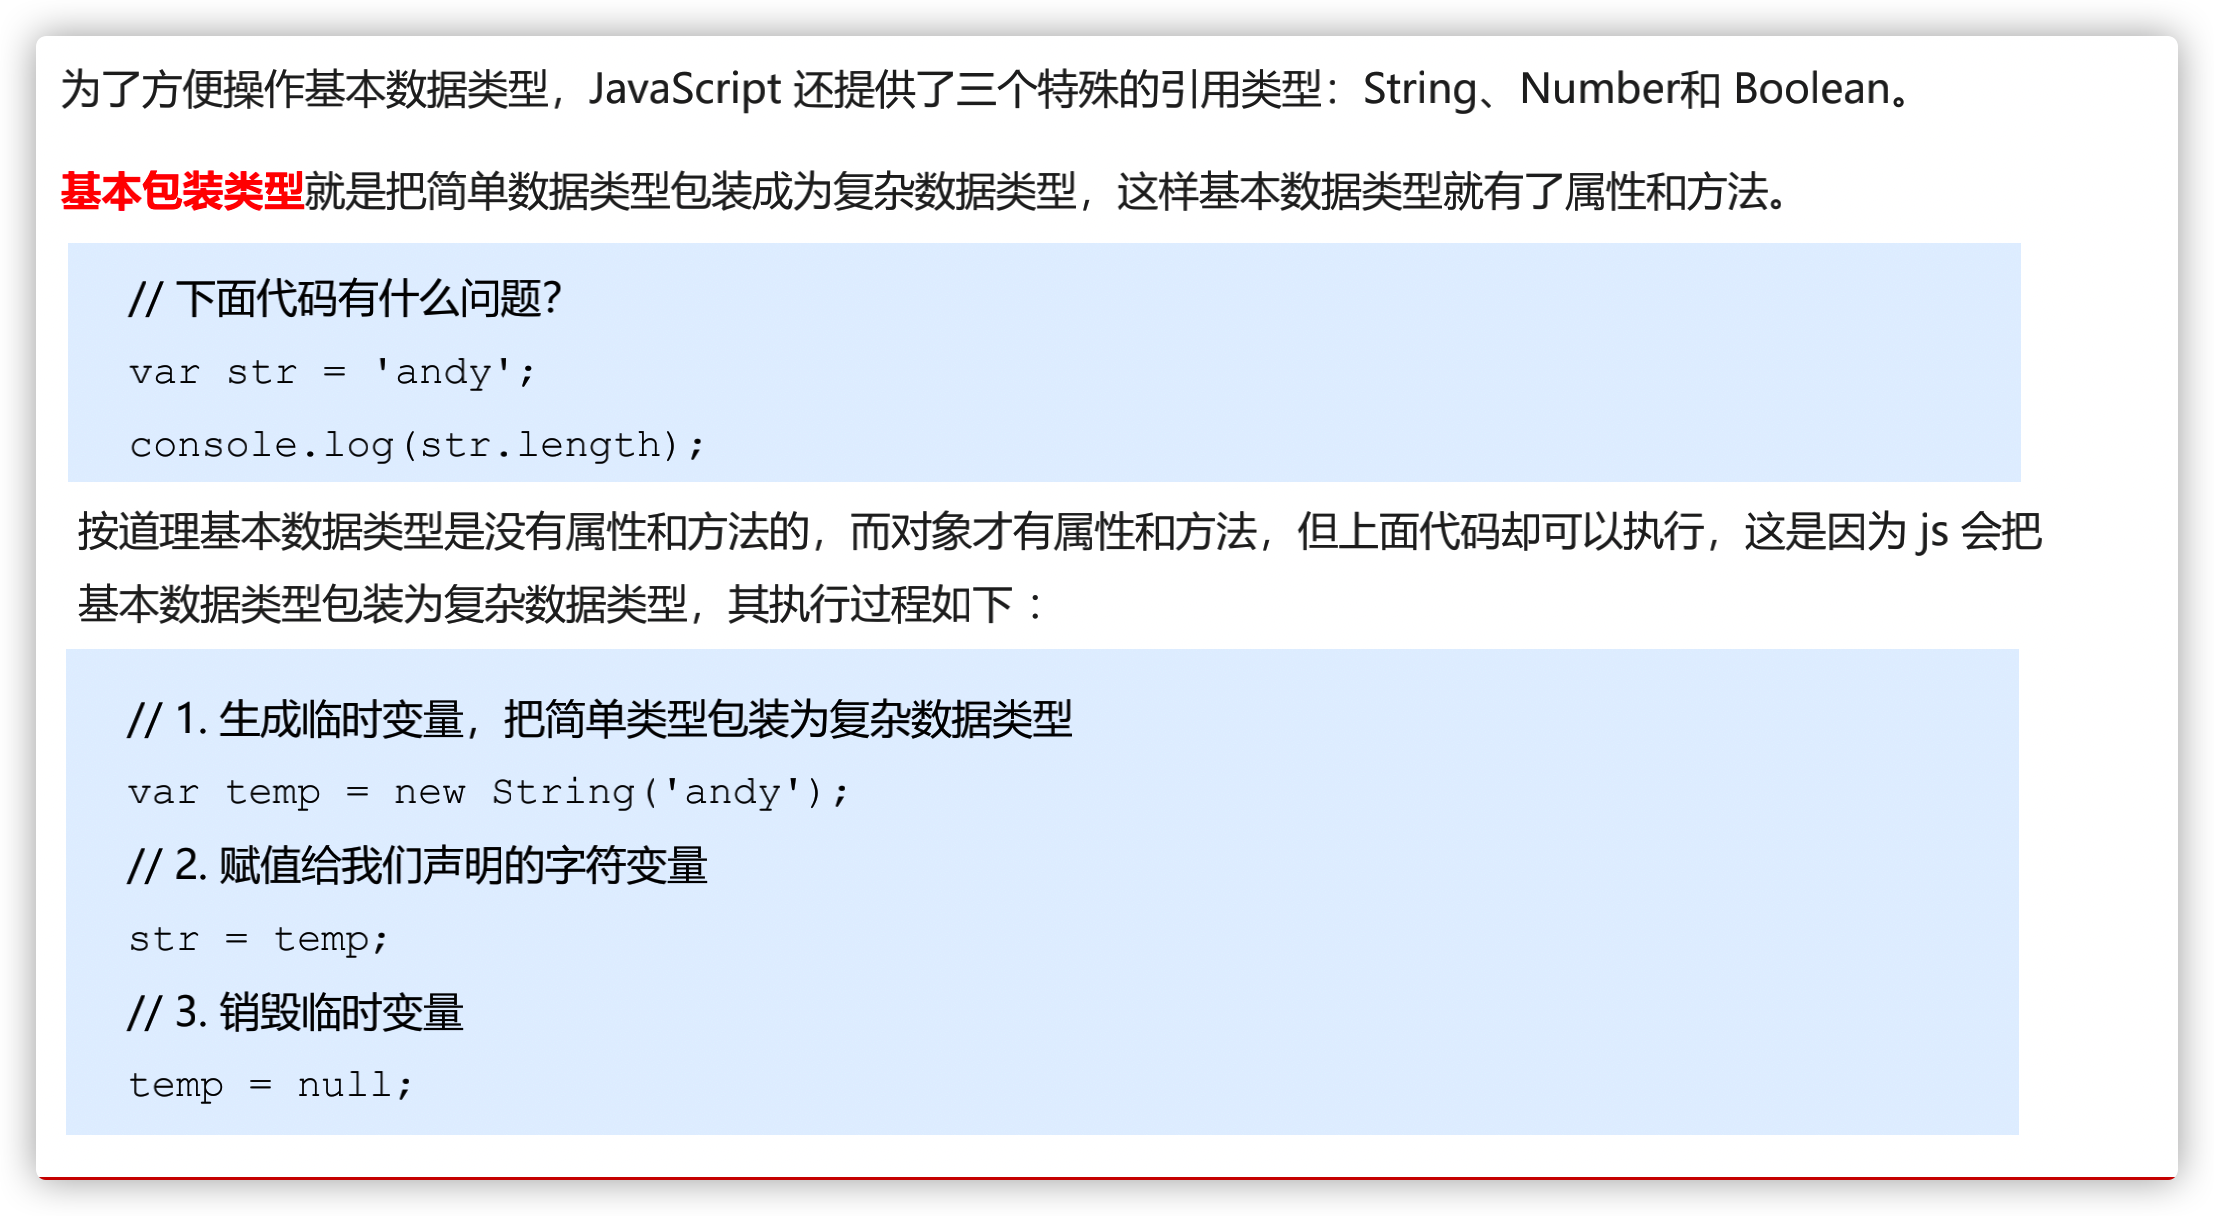 为了方便操作基本数据类型，JavaScript 还提供了三个特殊的引用类型：String、Number和 Boolean。
基本包装类型就是把简单数据类型包装成为复杂数据类型，这样基本数据类型就有了属性和方法。
// 下面代码有什么问题？
var str = 'andy';
console.log(str.length);
按道理基本数据类型是没有属性和方法的，而对象才有属性和方法，但上面代码却可以执行，这是因为 js 会把
基本数据类型包装为复杂数据类型，其执行过程如下 ：
// 1. 生成临时变量，把简单类型包装为复杂数据类型
var temp = new String('andy');
// 2. 赋值给我们声明的字符变量
str = temp;
// 3. 销毁临时变量
temp = null;